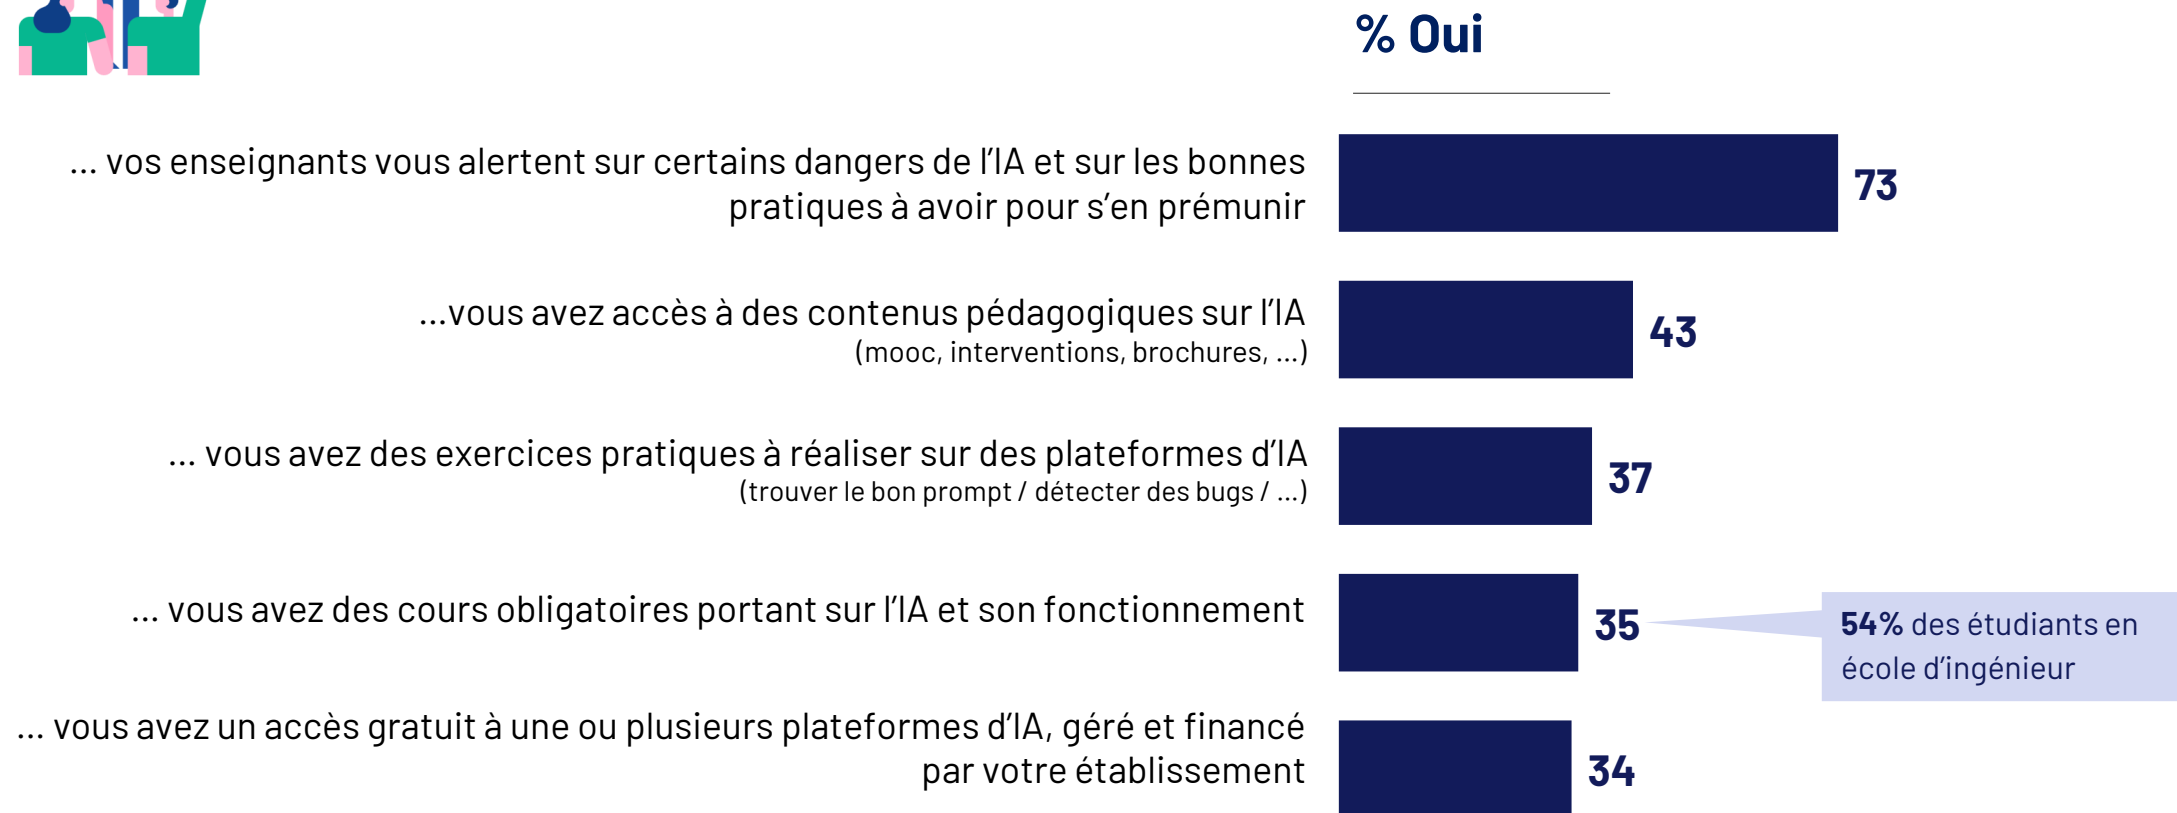 % Oui
... vos enseignants vous alertent sur certains dangers de l'IA et sur les bonnes
pratiques à avoir pour s'en prémunir
73
...vous avez accès à des contenus pédagogiques sur l'IA
(mooc, interventions, brochures, ...)
43
... vous avez des exercices pratiques à réaliser sur des plateformes d'IA
(trouver le bon prompt / détecter des bugs / ...)
37
... vous avez des cours obligatoires portant sur l'IA et son fonctionnement
35
54% des étudiants en
école d'ingénieur
... vous avez un accès gratuit à une ou plusieurs plateformes d'IA, géré et financé
par votre établissement
34